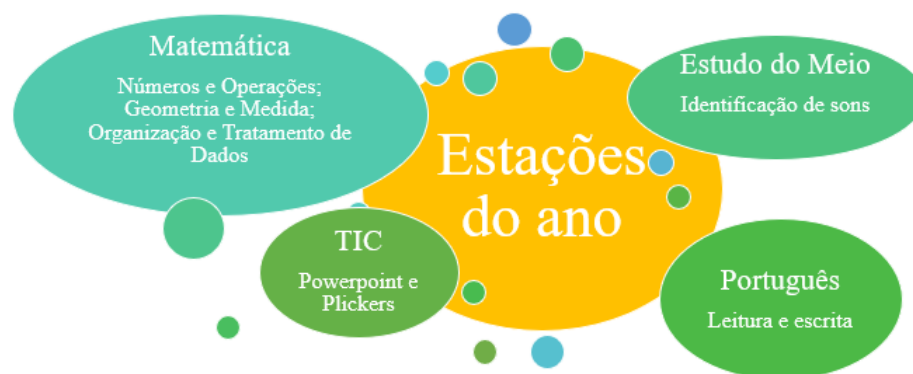 Matemática
Números e Operações;
Geometria e Medida;
Organização e Tratamento de
Dados
Estudo do Meio
Identificação de sons
Estações
do ano
TIC
Powerpoint e
Plickers
Português
Leitura e escrita